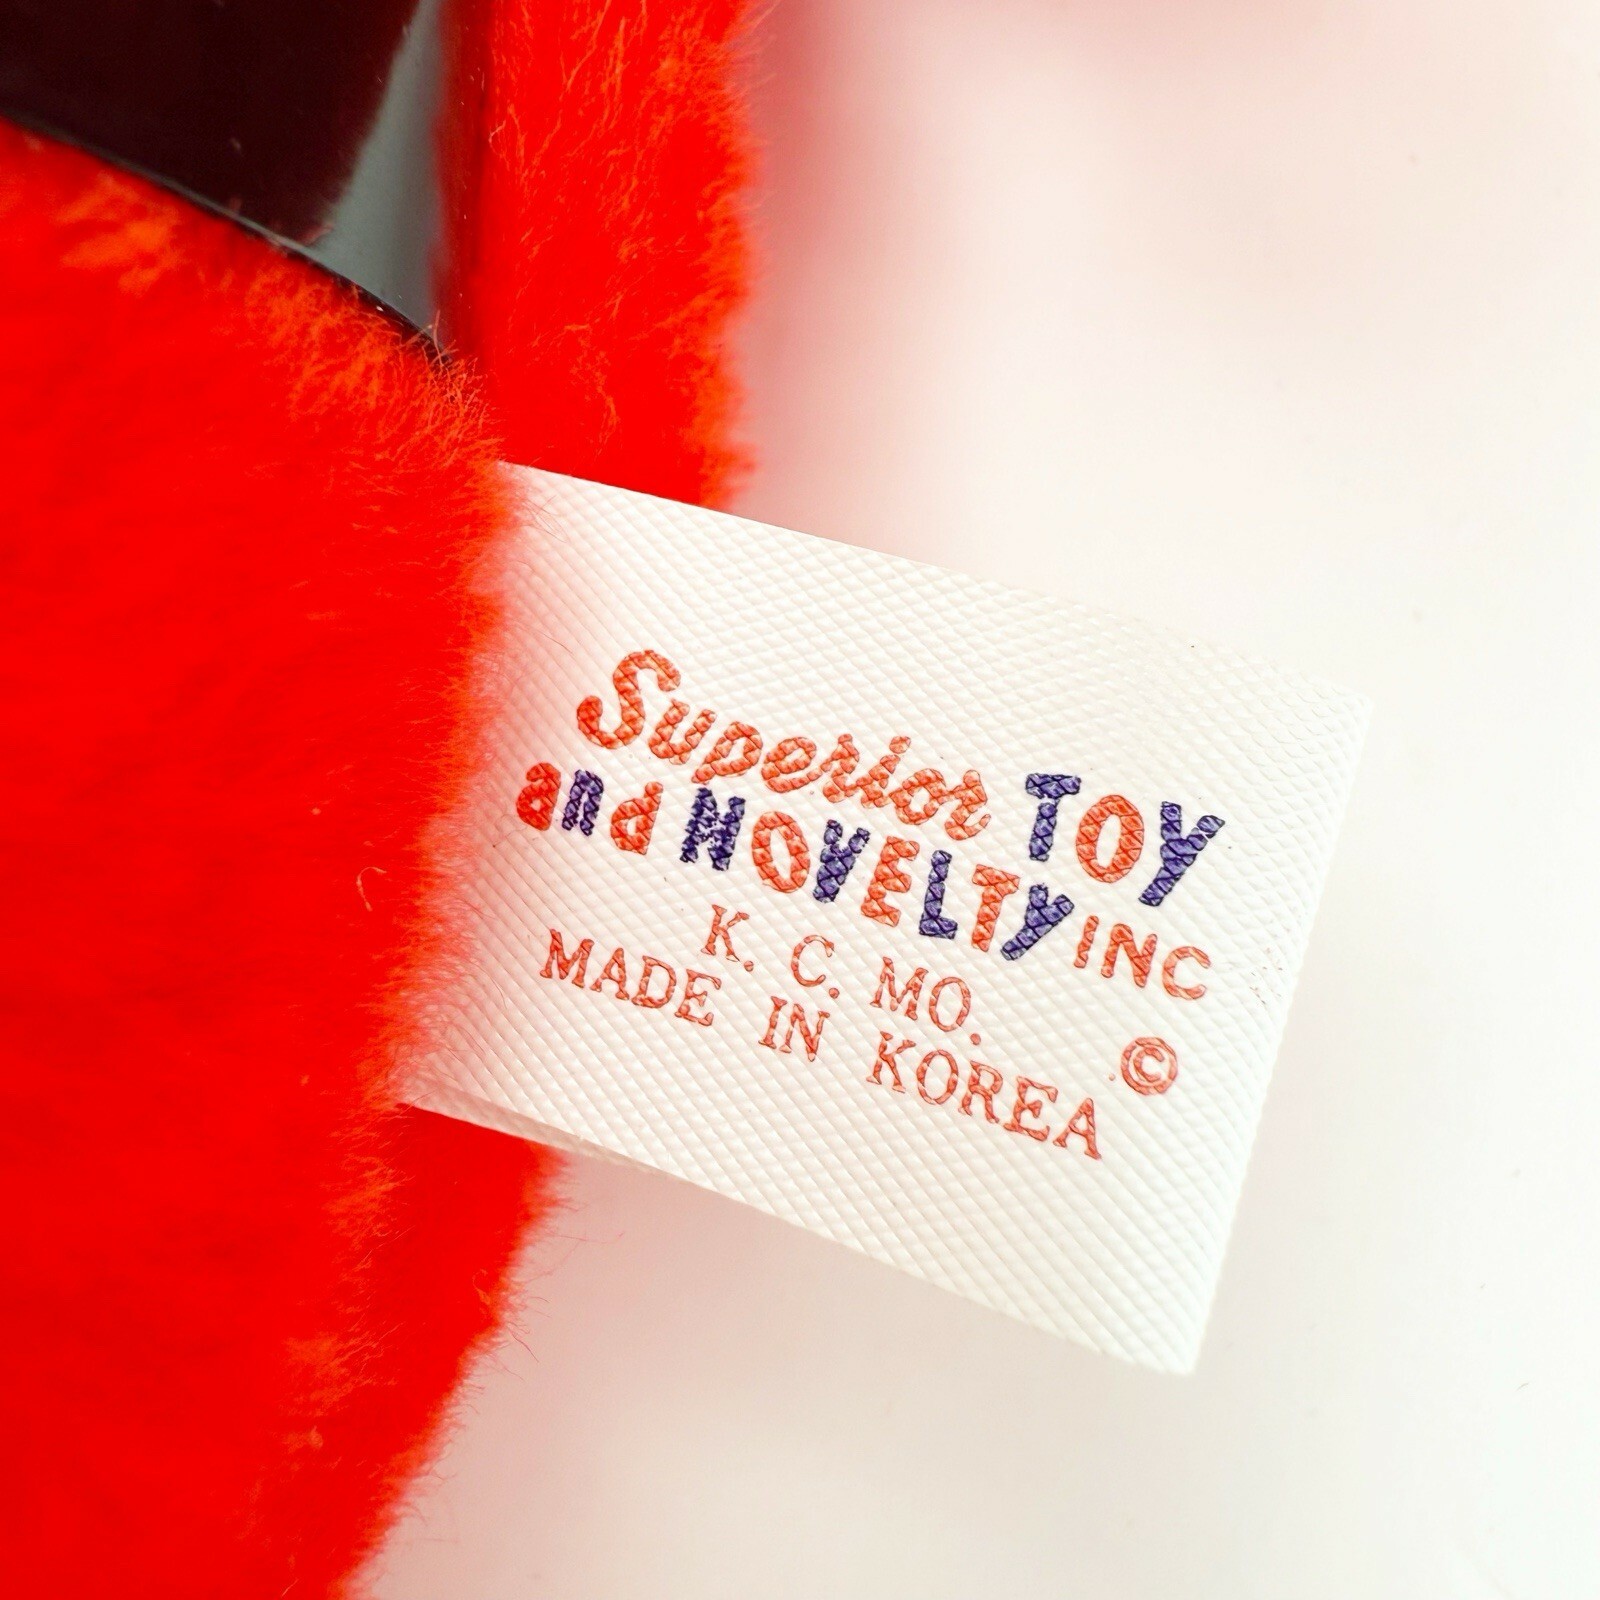 Superior TOY
and NOVELTY INC
K. C. MO.
MADE IN KOREA ©